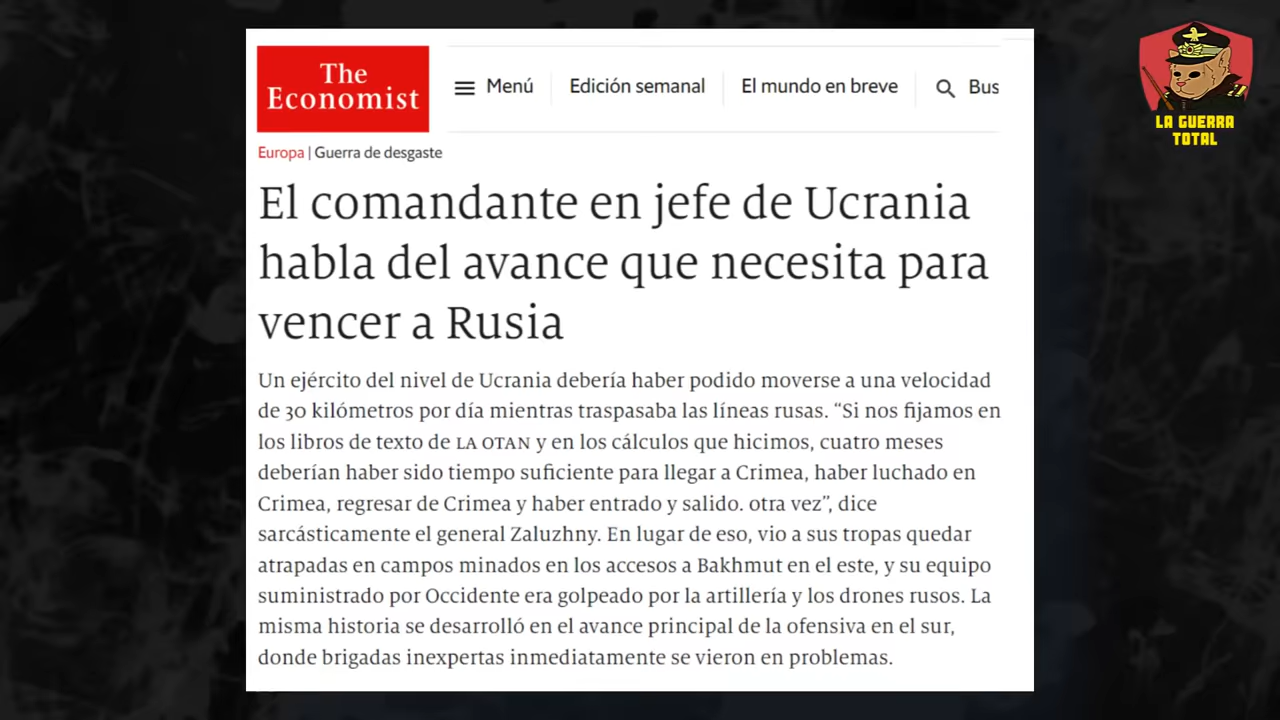 The
Economist
Menú
Edición semanal
El mundo en breve
Bus
LA GUERRA
TOTAL
Europa | Guerra de desgaste
El comandante en jefe de Ucrania
habla del avance que necesita para
vencer a Rusia
Un ejército del nivel de Ucrania debería haber podido moverse a una velocidad
de 30 kilómetros por día mientras traspasaba las líneas rusas. “Si nos fijamos en
los libros de texto de LA OTAN y en los cálculos que hicimos, cuatro meses
deberían haber sido tiempo suficiente para llegar a Crimea, haber luchado en
Crimea, regresar de Crimea y haber entrado y salido. otra vez”, dice
sarcásticamente el general Zaluzhny. En lugar de eso, vio a sus tropas quedar
atrapadas en campos minados en los accesos a Bakhmut en el este, y su equipo
suministrado por Occidente era golpeado por la artillería y los drones rusos. La
misma historia se desarrolló en el avance principal de la ofensiva en el sur,
donde brigadas inexpertas inmediatamente se vieron en problemas.